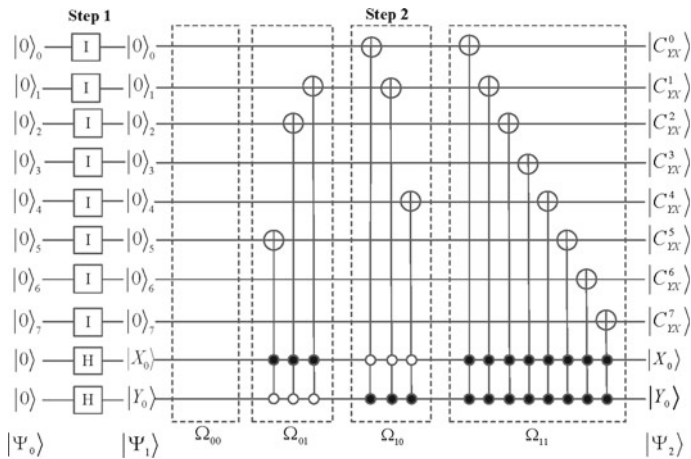 Step 1 Step 2
|0⟩₀ I |0⟩₀ |C⁰_YX⟩
|0⟩₁ I |0⟩₁ |C¹_YX⟩
|0⟩₂ I |0⟩₂ |C²_YX⟩
|0⟩₃ I |0⟩₃ |C³_YX⟩
|0⟩₄ I |0⟩₄ |C⁴_YX⟩
|0⟩₅ I |0⟩₅ |C⁵_YX⟩
|0⟩₆ I |0⟩₆ |C⁶_YX⟩
|0⟩₇ I |0⟩₇ |C⁷_YX⟩
|0⟩ H |X₀⟩ |X₀⟩
|0⟩ H |Y₀⟩ |Y₀⟩
|Ψ₀⟩ |Ψ₁⟩ Ω₀₀ Ω₀₁ Ω₁₀ Ω₁₁ |Ψ₂⟩